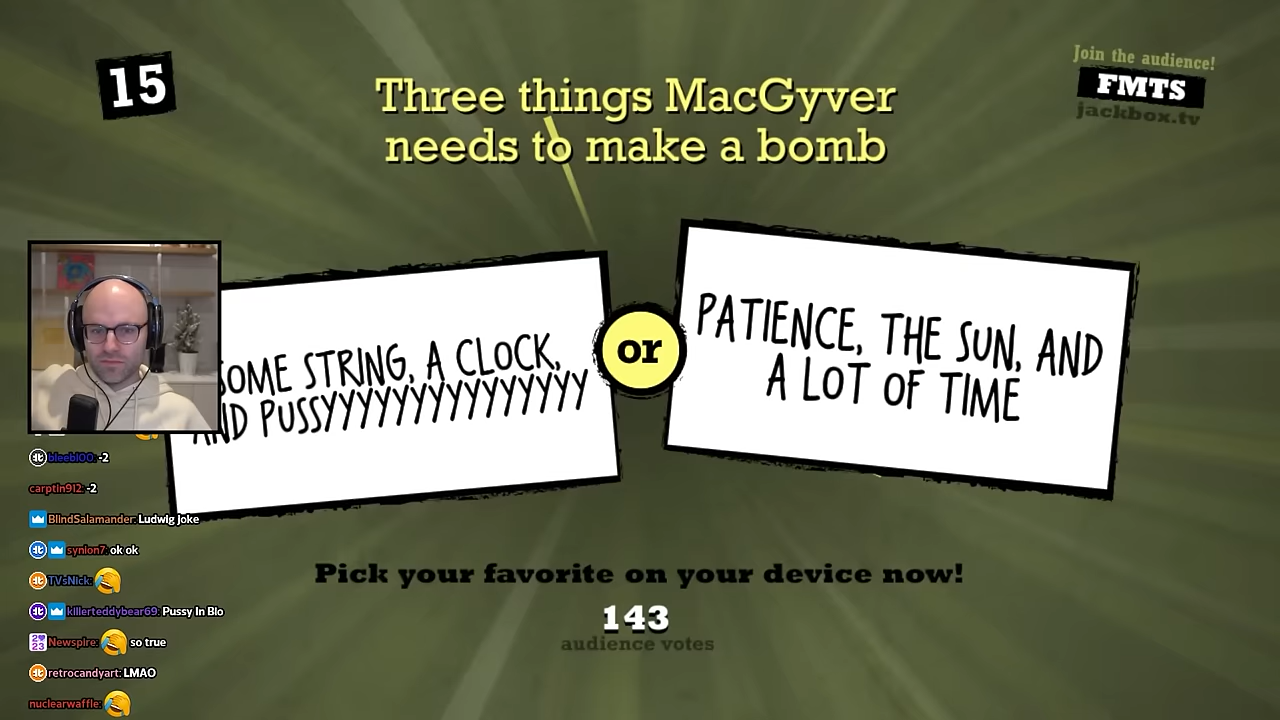 15
Three things MacGyver
needs to make a bomb
Join the audience!
FMTS
jackbox.tv
SOME STRING, A CLOCK,
AND PUSSYYYYYYYYYYYYYYY
or
PATIENCE, THE SUN, AND
A LOT OF TIME
Pick your favorite on your device now!
143
audience votes
bleebl00: -2
carptin912: -2
BlindSalamander: Ludwig Joke
synion7: ok ok
TVsNick:
killerteddybear69: Pussy In Bio
Newspire: so true
retrocandyart: LMAO
nuclearwaffle: